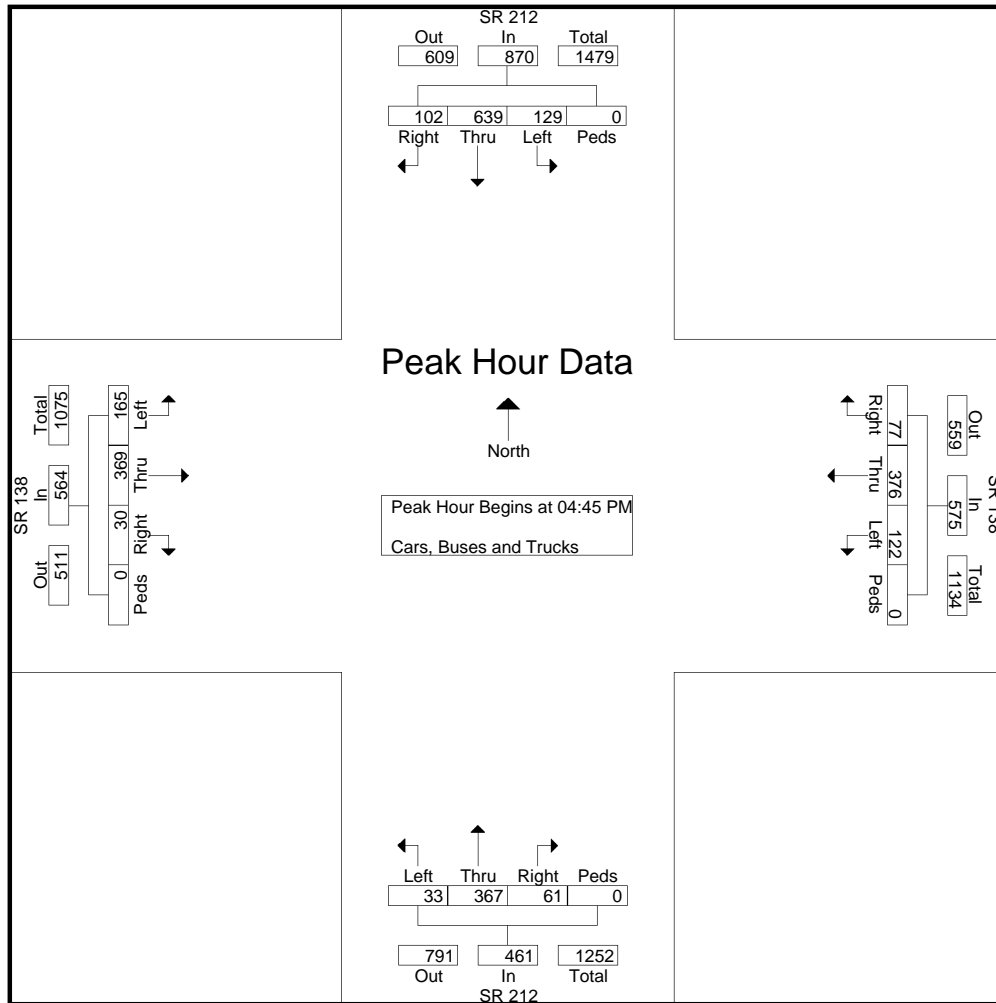 SR 212
Out In Total
609 870 1479
102 639 129 0
Right Thru Left Peds
Peak Hour Data
North
Peak Hour Begins at 04:45 PM
Cars, Buses and Trucks
SR 138
Total In Out
1075 564 511
165 369 30 0
Left Thru Right Peds
Right Thru Left Peds
77 376 122 0
Out In Total
559 575 1134
SR 138
Left Thru Right Peds
33 367 61 0
791 461 1252
Out In Total
SR 212